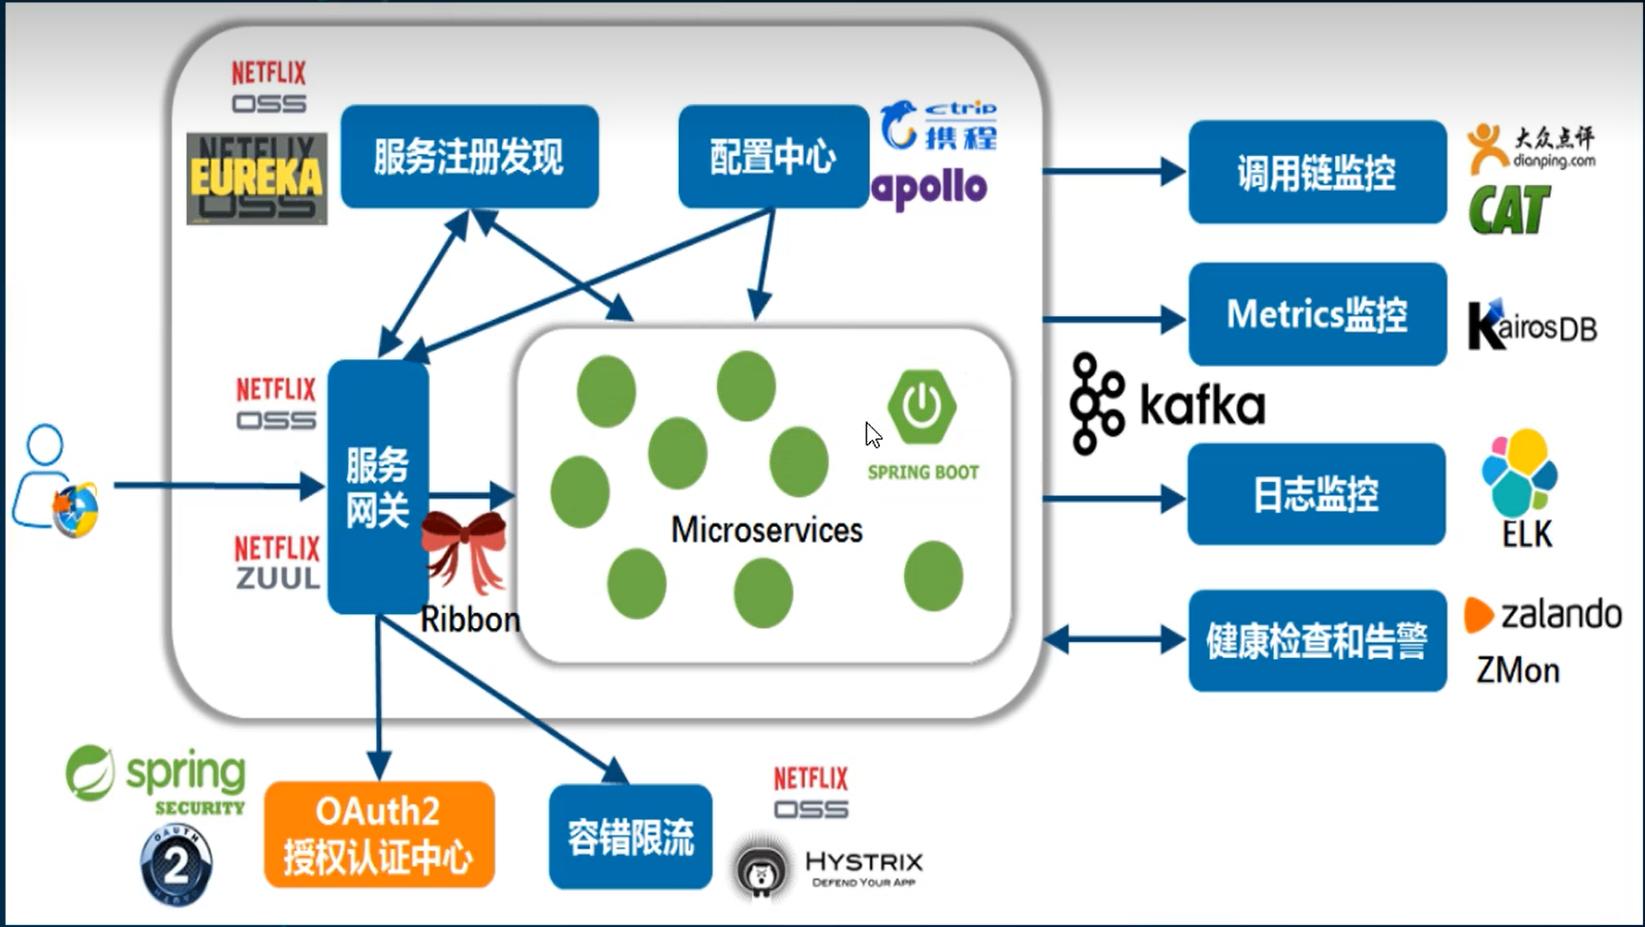 NETFLIX
OSS
NETFLIX
EUREKA
OSS
服务注册发现
配置中心
ctrip
携程
apollo
调用链监控
大众点评
dianping.com
CAT
Metrics监控
KairosDB
NETFLIX
OSS
服务
网关
NETFLIX
ZUUL
Ribbon
SPRING BOOT
Microservices
kafka
日志监控
ELK
健康检查和告警
zalando
ZMon
spring
SECURITY
OAUTH
2
OAuth2
授权认证中心
容错限流
NETFLIX
OSS
HYSTRIX
DEFEND YOUR APP